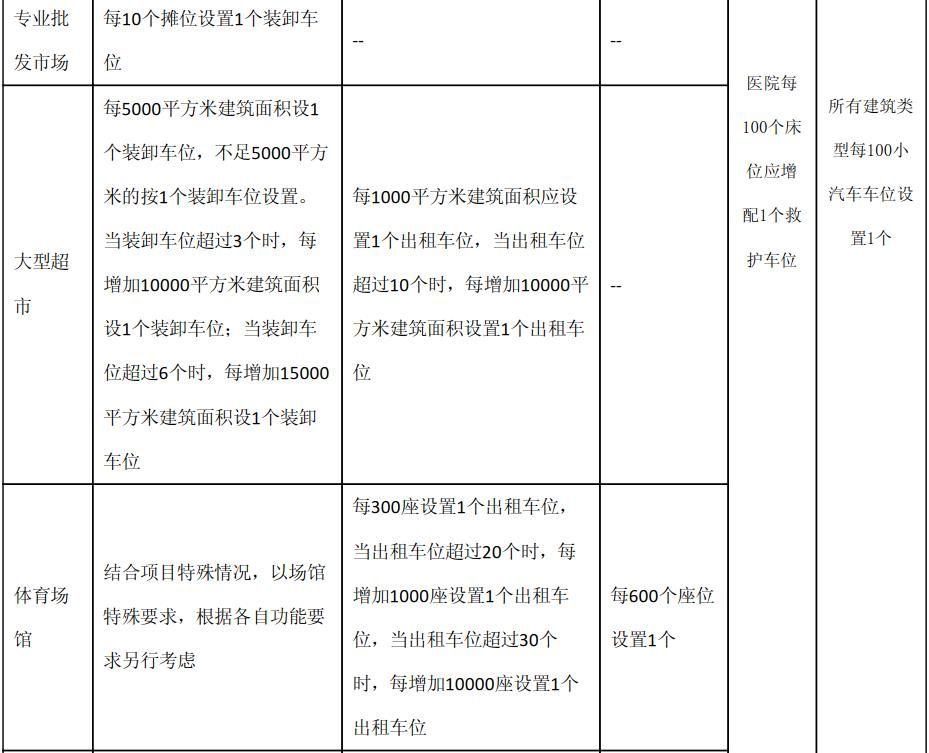 专业批
发市场
每10个摊位设置1个装卸车
位
--
--
大型超
市
每5000平方米建筑面积设1
个装卸车位，不足5000平方
米的按1个装卸车位设置。
当装卸车位超过3个时，每
增加10000平方米建筑面积
设1个装卸车位；当装卸车
位超过6个时，每增加15000
平方米建筑面积设1个装卸
车位
每1000平方米建筑面积应设
置1个出租车位，当出租车位
超过10个时，每增加10000平
方米建筑面积设置1个出租车
位
--
体育场
馆
结合项目特殊情况，以场馆
特殊要求，根据各自功能要
求另行考虑
每300座设置1个出租车位，
当出租车位超过20个时，每
增加1000座设置1个出租车
位，当出租车位超过30个
时，每增加10000座设置1个
出租车位
每600个座位
设置1个
医院每
100个床
位应增
配1个救
护车位
所有建筑类
型每100小
汽车车位设
置1个